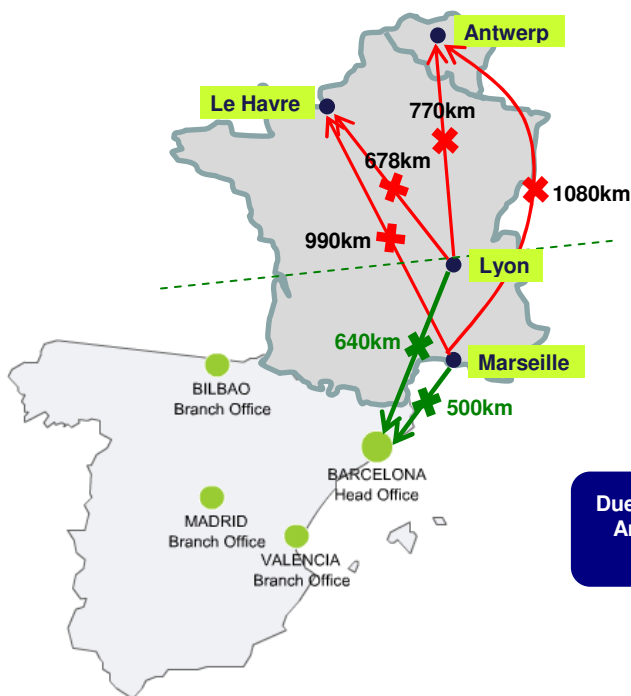 Antwerp
Le Havre
770km
678km
1080km
990km
Lyon
640km
Marseille
500km
BILBAO
Branch Office
BARCELONA
Head Office
MADRID
Branch Office
VALENCIA
Branch Office
Due